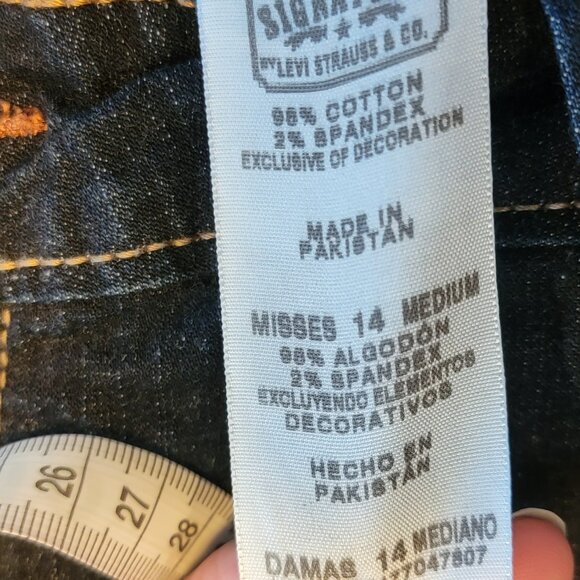 SIGNATURE
BY LEVI STRAUSS & CO.
98% COTTON
2% SPANDEX
EXCLUSIVE OF DECORATION
MADE IN
PAKISTAN
MISSES 14 MEDIUM
98% ALGODÓN
2% SPANDEX
EXCLUYENDO ELEMENTOS
DECORATIVOS
HECHO EN
PAKISTAN
DAMAS 14 MEDIANO
26
27
28